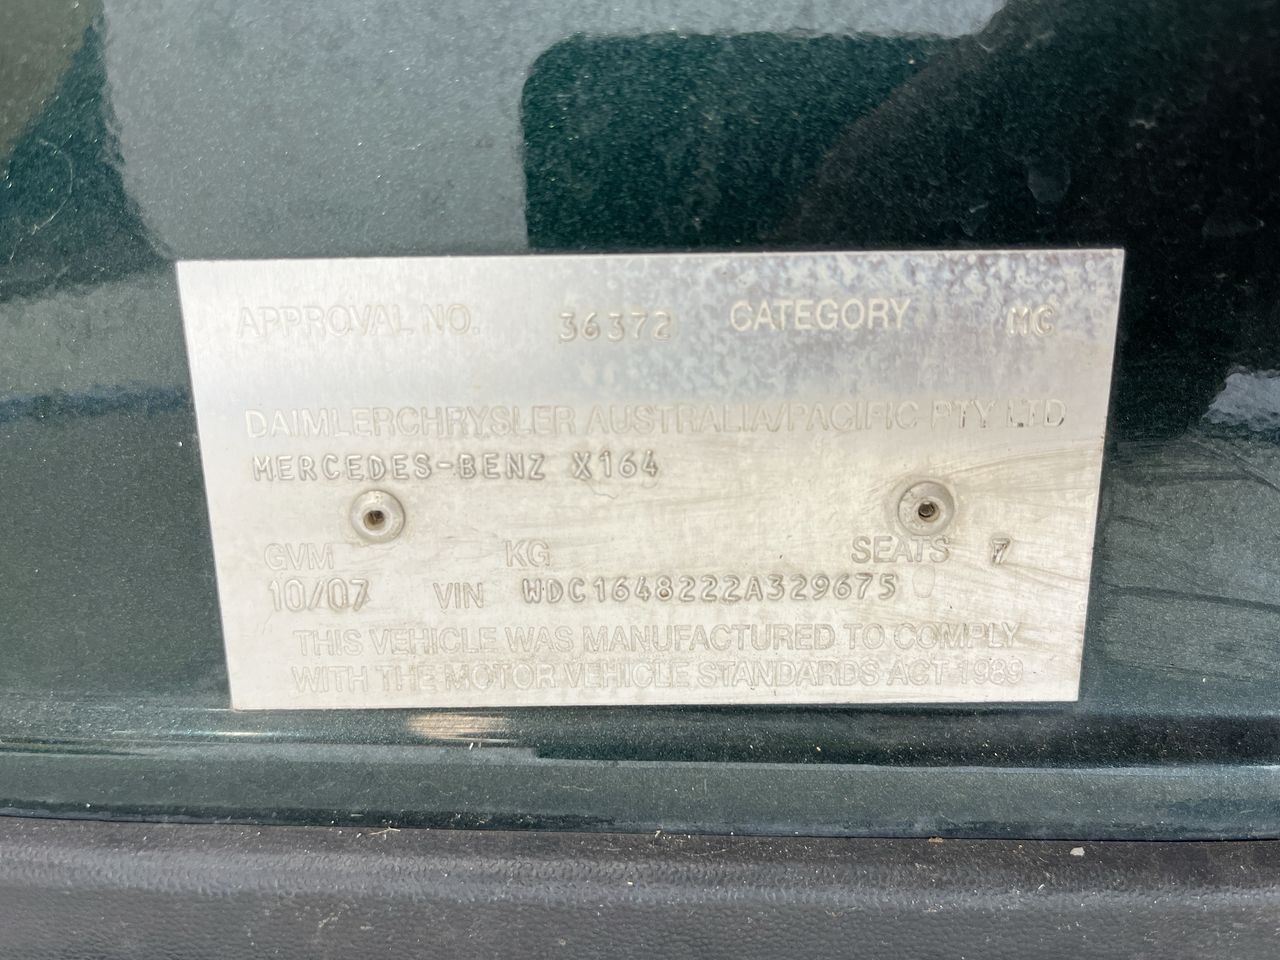 APPROVAL NO. 36372 CATEGORY MC
DAIMLERCHRYSLER AUSTRALIA/PACIFIC PTY LTD
MERCEDES-BENZ X164
GVM KG SEATS 7
10/07 VIN WDC1648222A329675
THIS VEHICLE WAS MANUFACTURED TO COMPLY
WITH THE MOTOR VEHICLE STANDARDS ACT 1989